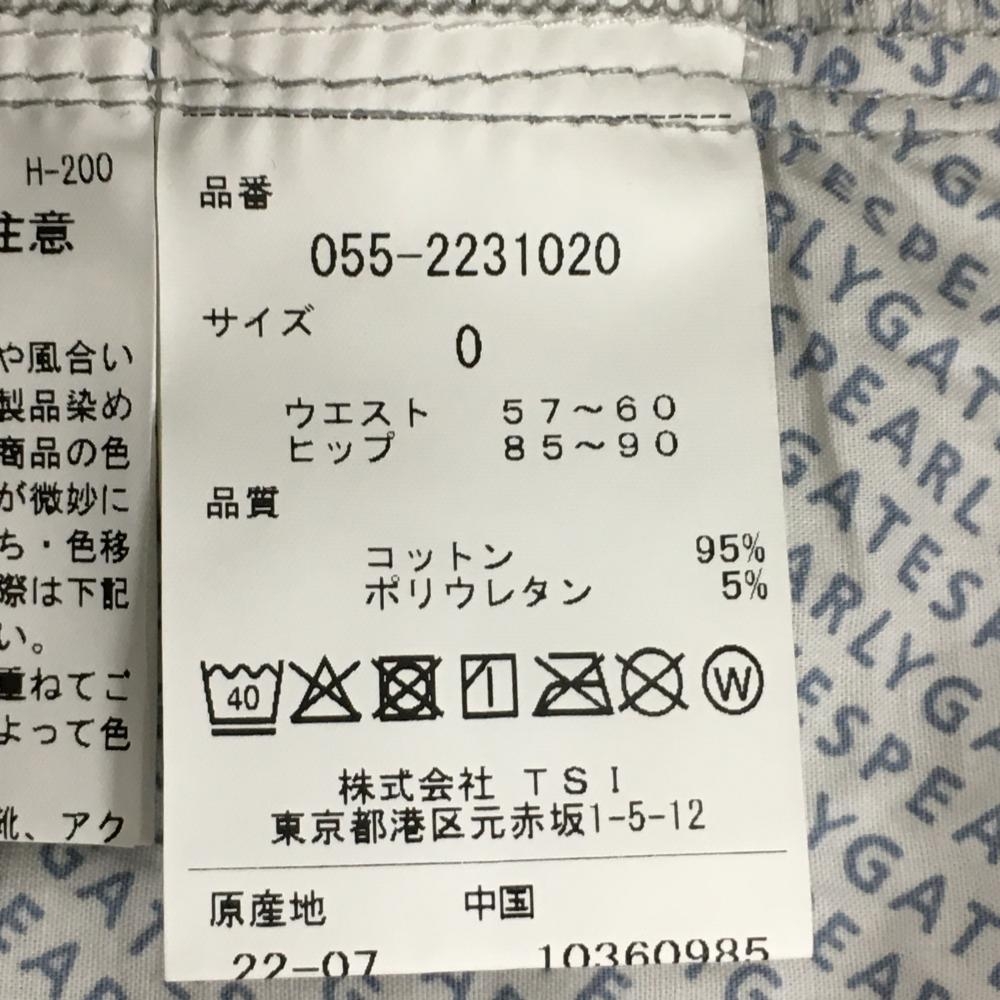 H-200
注意
や風合い
製品染め
商品の色
が微妙に
ち・色移
際は下記
い。
重ねてご
よって色
靴、アク
品番
055-2231020
サイズ
0
ウエスト 57～60
ヒップ 85～90
品質
コットン 95%
ポリウレタン 5%
40
W
株式会社 TSI
東京都港区元赤坂1-5-12
原産地 中国
22-07 10360985
PEARLYGATES